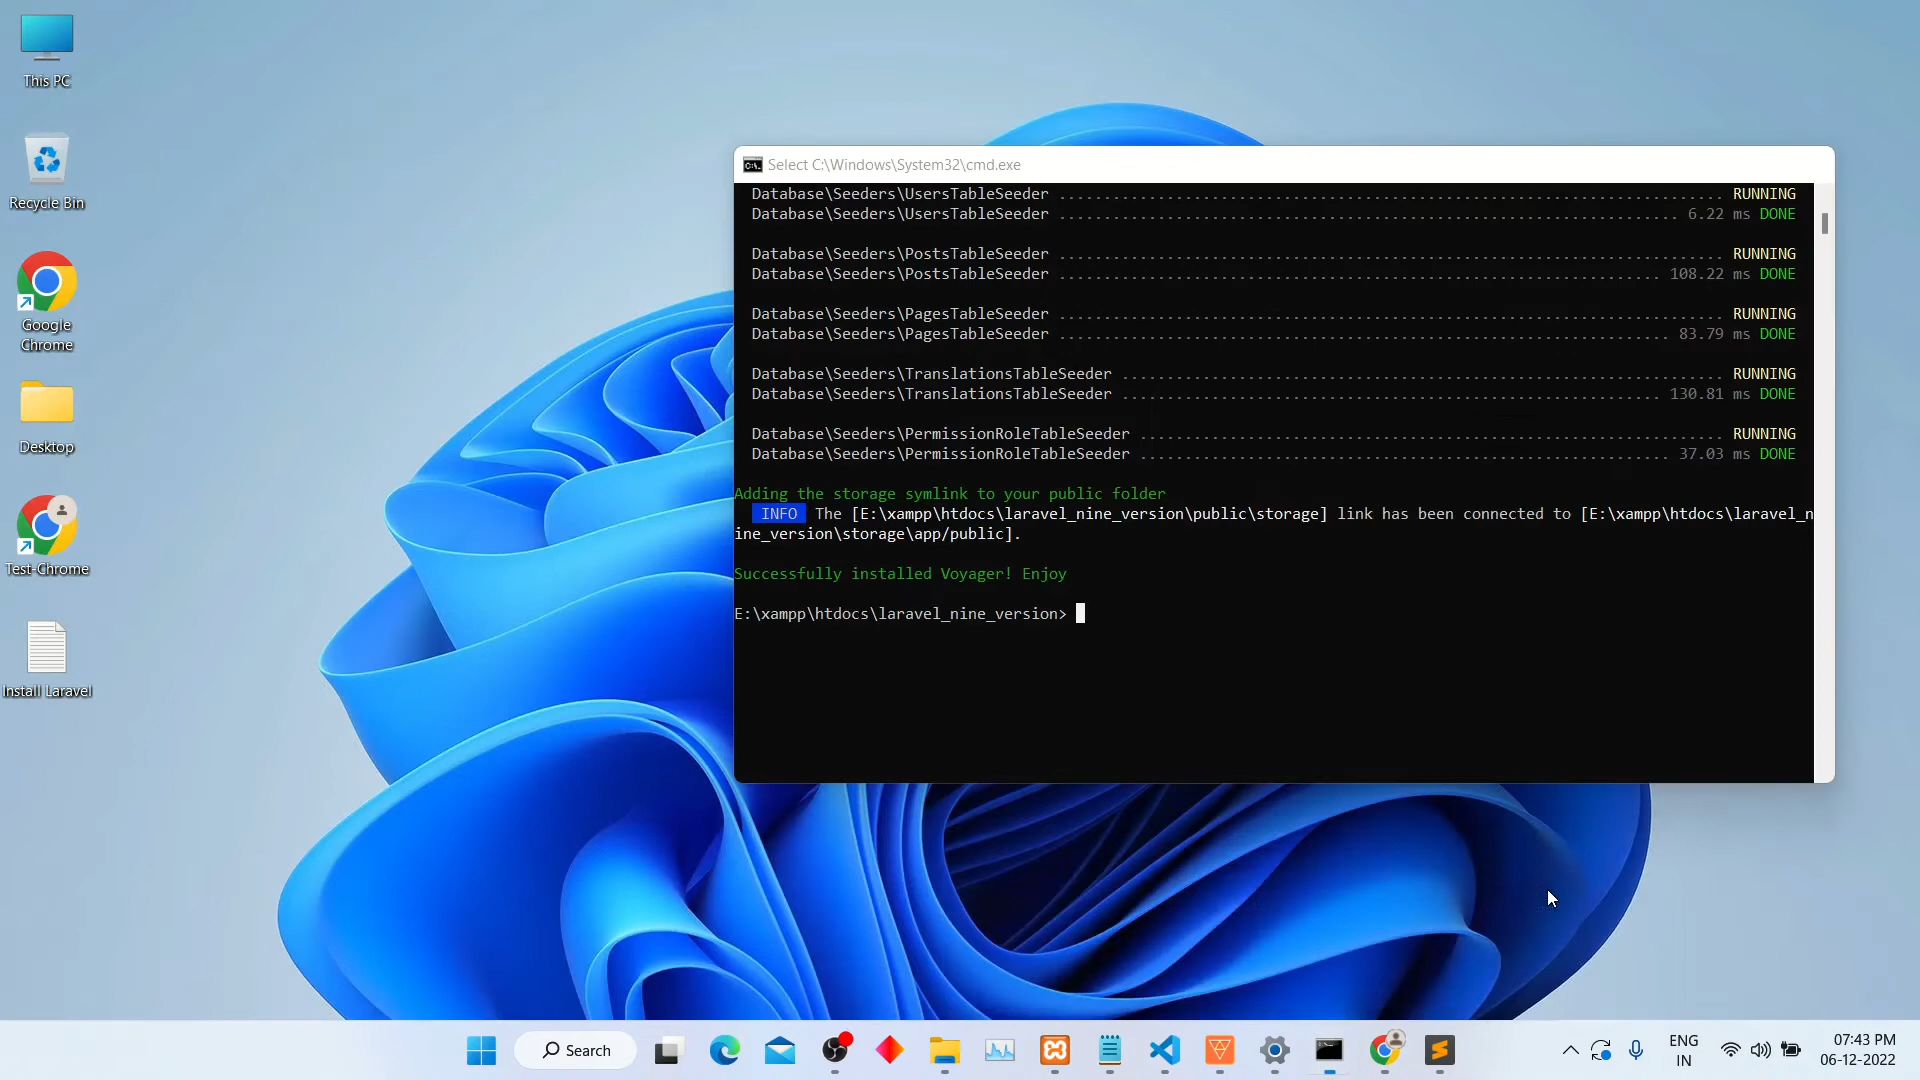 This PC
Recycle Bin
Google
Chrome
Desktop
Test-Chrome
Install Laravel
Select C:\Windows\System32\cmd.exe
Database\Seeders\UsersTableSeeder ........................................................................... RUNNING
Database\Seeders\UsersTableSeeder ...................................................................... 6.22 ms DONE
Database\Seeders\PostsTableSeeder ........................................................................... RUNNING
Database\Seeders\PostsTableSeeder .................................................................... 108.22 ms DONE
Database\Seeders\PagesTableSeeder ........................................................................... RUNNING
Database\Seeders\PagesTableSeeder ..................................................................... 83.79 ms DONE
Database\Seeders\TranslationsTableSeeder .................................................................... RUNNING
Database\Seeders\TranslationsTableSeeder ............................................................. 130.81 ms DONE
Database\Seeders\PermissionRoleTableSeeder .................................................................. RUNNING
Database\Seeders\PermissionRoleTableSeeder ............................................................ 37.03 ms DONE
Adding the storage symlink to your public folder
INFO The [E:\xampp\htdocs\laravel_nine_version\public\storage] link has been connected to [E:\xampp\htdocs\laravel_n
ine_version\storage\app/public].
Successfully installed Voyager! Enjoy
E:\xampp\htdocs\laravel_nine_version>
Search
ENG
IN
07:43 PM
06-12-2022